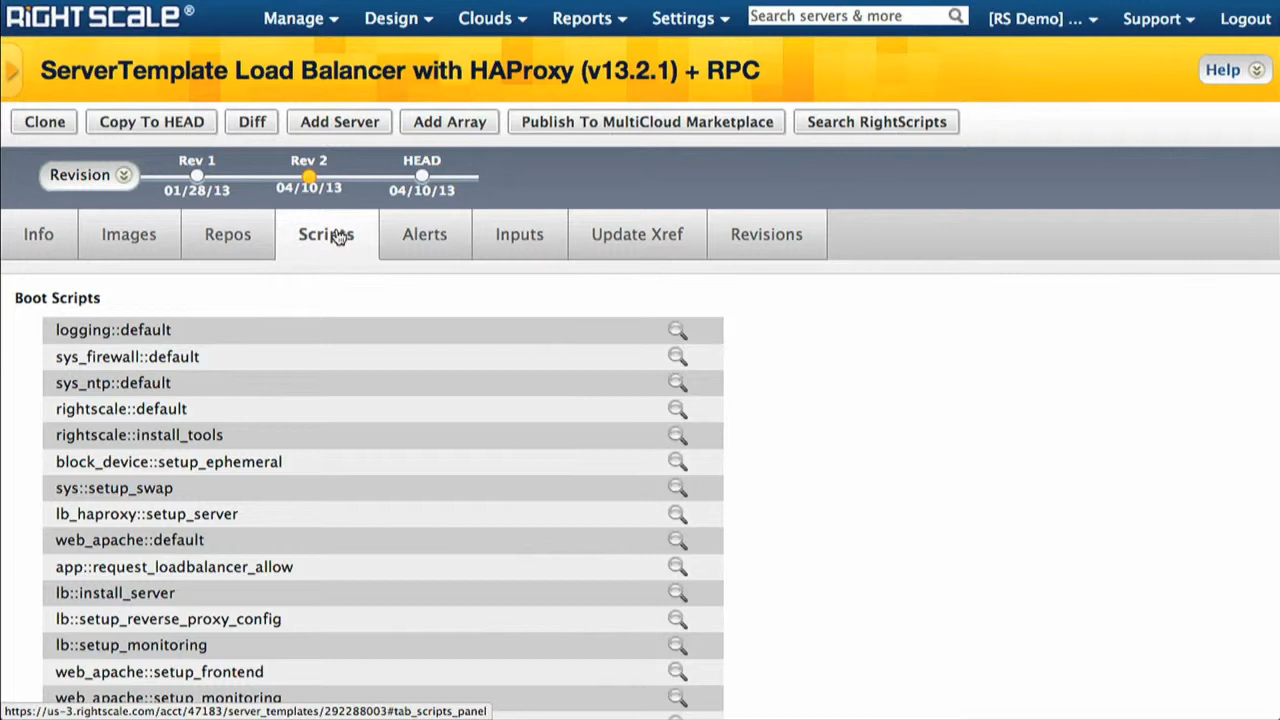 RIGHTSCALE®
Manage Design Clouds Reports Settings Search servers & more [RS Demo] ... Support Logout
ServerTemplate Load Balancer with HAProxy (v13.2.1) + RPC
Help
Clone Copy To HEAD Diff Add Server Add Array Publish To MultiCloud Marketplace Search RightScripts
Revision
Rev 1 Rev 2 HEAD
01/28/13 04/10/13 04/10/13
Info Images Repos Scripts Alerts Inputs Update Xref Revisions
Boot Scripts
logging::default
sys_firewall::default
sys_ntp::default
rightscale::default
rightscale::install_tools
block_device::setup_ephemeral
sys::setup_swap
lb_haproxy::setup_server
web_apache::default
app::request_loadbalancer_allow
lb::install_server
lb::setup_reverse_proxy_config
lb::setup_monitoring
web_apache::setup_frontend
web_apache::setup_monitoring
https://us-3.rightscale.com/acct/47183/server_templates/292288003#tab_scripts_panel